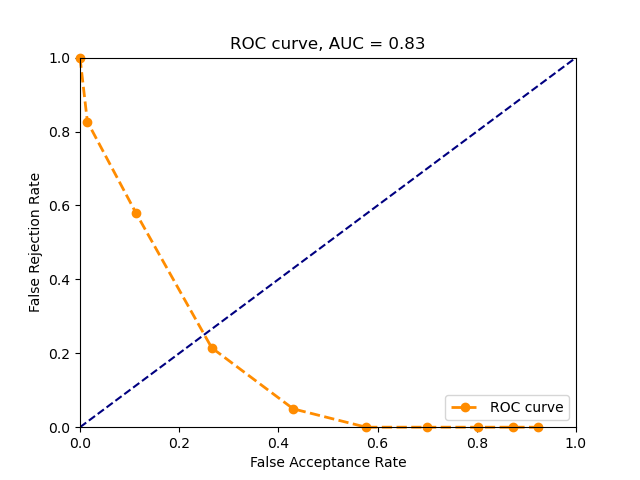 ROC curve, AUC = 0.83
1.0
0.8
0.6
0.4
0.2
0.0
False Rejection Rate
ROC curve
0.0 0.2 0.4 0.6 0.8 1.0
False Acceptance Rate